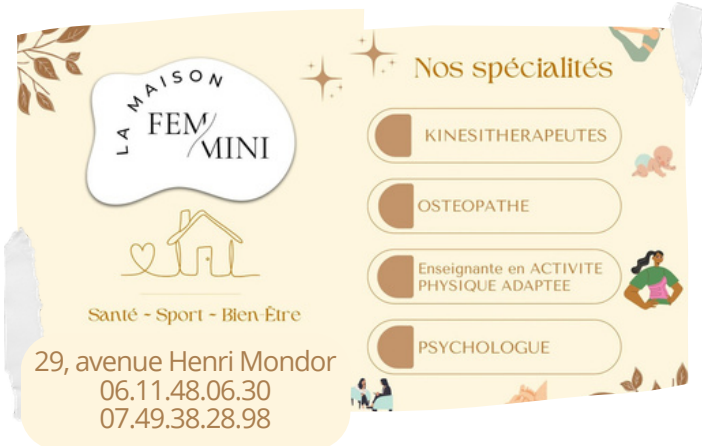 LA MAISON
FEM/MINI
Santé ~ Sport ~ Bien-Être
29, avenue Henri Mondor
06.11.48.06.30
07.49.38.28.98
Nos spécialités
KINESITHERAPEUTES
OSTEOPATHE
Enseignante en ACTIVITE
PHYSIQUE ADAPTEE
PSYCHOLOGUE